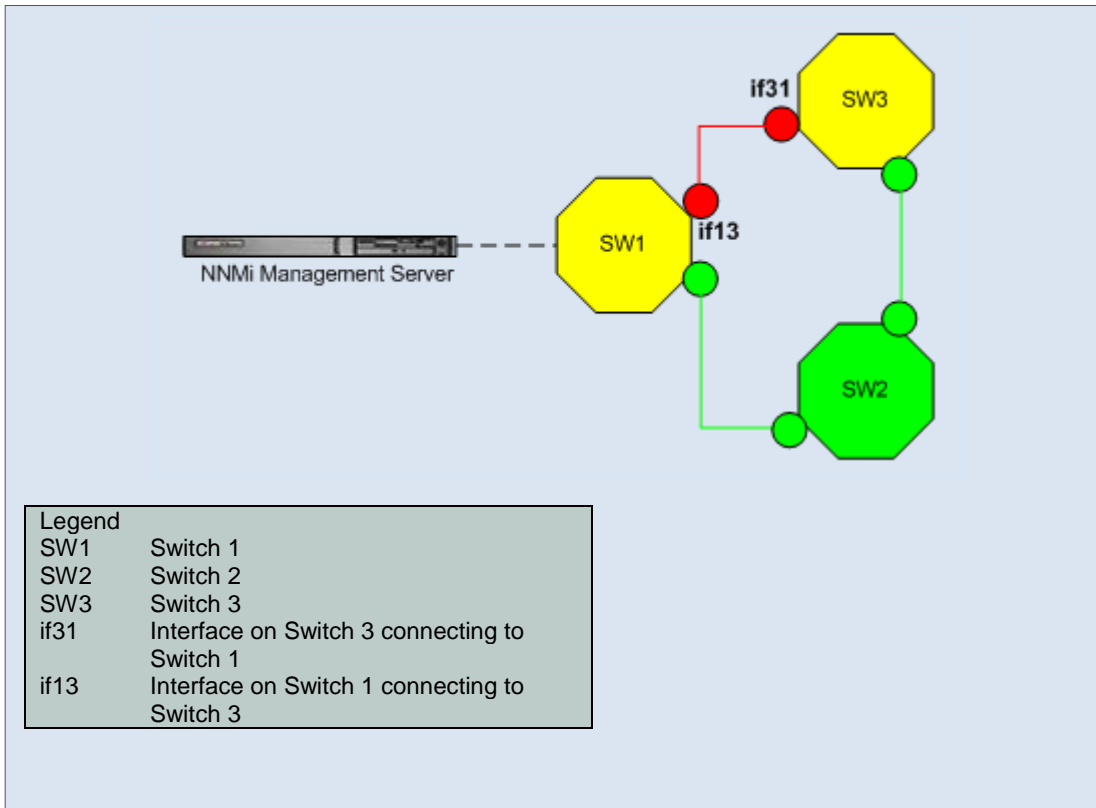 if31
SW3
SW1
if13
NNMi Management Server
SW2
Legend
SW1 Switch 1
SW2 Switch 2
SW3 Switch 3
if31 Interface on Switch 3 connecting to
Switch 1
if13 Interface on Switch 1 connecting to
Switch 3